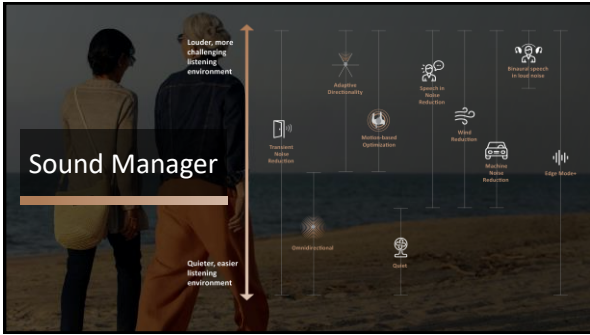 Louder, more
challenging
listening
environment
Sound Manager
Quieter, easier
listening
environment
Transient
Noise
Reduction
Omnidirectional
Adaptive
Directionality
Motion-based
Optimization
Quiet
Speech in
Noise
Reduction
Wind
Reduction
Machine
Noise
Reduction
Binaural speech
in loud noise
Edge Mode+